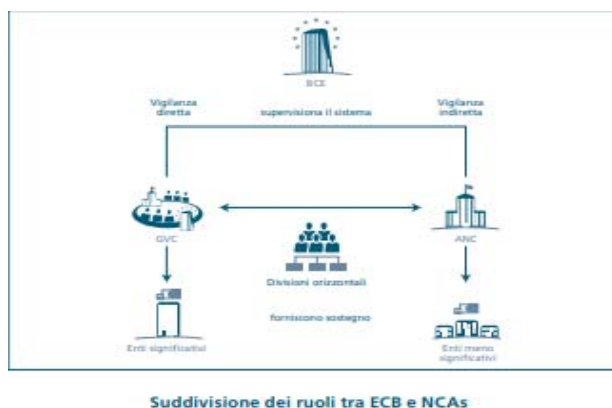 BCE
Vigilanza
diretta
supervisiona il sistema
Vigilanza
indiretta
GVC
ANC
Divisioni orizzontali
forniscono sostegno
Enti significativi
Enti meno
significativi
Suddivisione dei ruoli tra ECB e NCAs